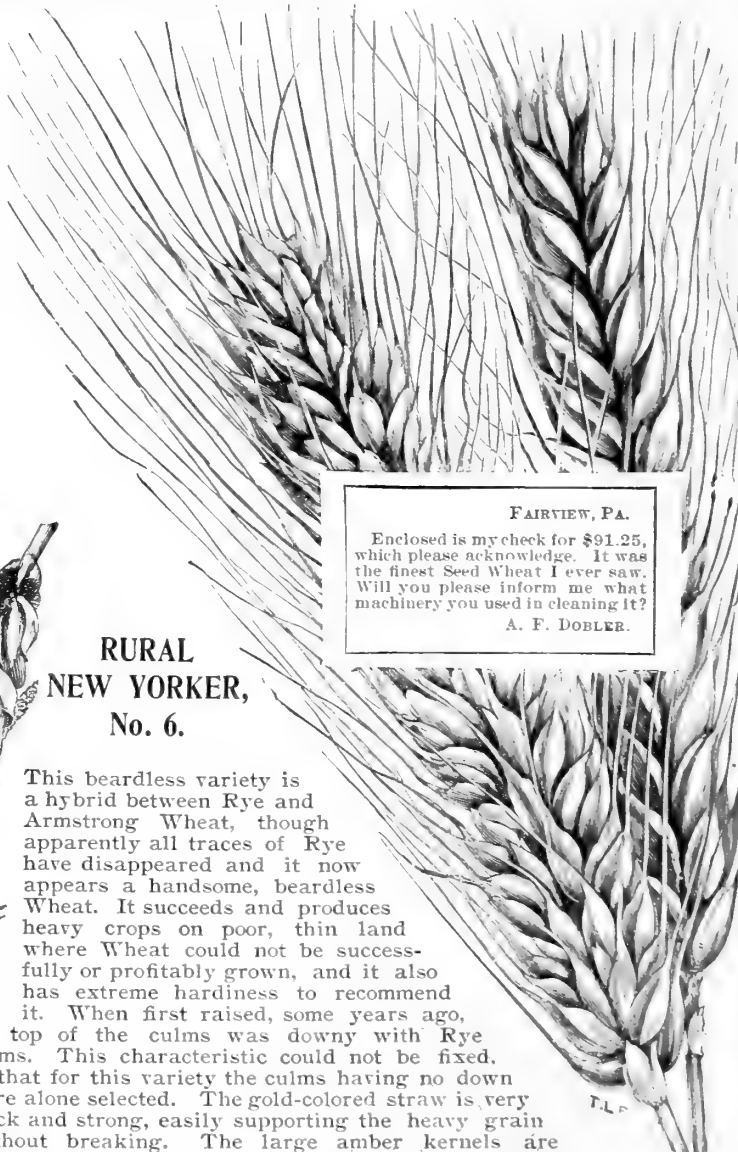 FAIRVIEW, PA.
Enclosed is my check for $91.25,
which please acknowledge. It was
the finest Seed Wheat I ever saw.
Will you please inform me what
machinery you used in cleaning it?
A. F. DOBLER.
RURAL
NEW YORKER,
No. 6.
This beardless variety is
a hybrid between Rye and
Armstrong Wheat, though
apparently all traces of Rye
have disappeared and it now
appears a handsome, beardless
Wheat. It succeeds and produces
heavy crops on poor, thin land
where Wheat could not be success-
fully or profitably grown, and it also
has extreme hardiness to recommend
it. When first raised, some years ago,
top of the culms was downy with Rye
ms. This characteristic could not be fixed,
that for this variety the culms having no down
re alone selected. The gold-colored straw is very
ck and strong, easily supporting the heavy grain
hout breaking. The large amber kernels are